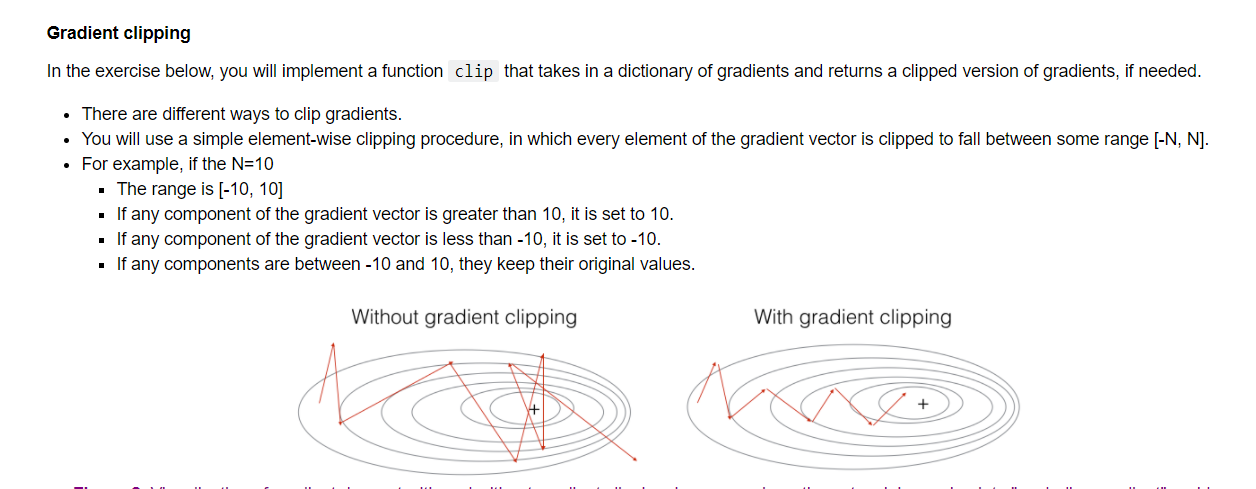 Gradient clipping
In the exercise below, you will implement a function clip that takes in a dictionary of gradients and returns a clipped version of gradients, if needed.
• There are different ways to clip gradients.
• You will use a simple element-wise clipping procedure, in which every element of the gradient vector is clipped to fall between some range [-N, N].
• For example, if the N=10
▪ The range is [-10, 10]
▪ If any component of the gradient vector is greater than 10, it is set to 10.
▪ If any component of the gradient vector is less than -10, it is set to -10.
▪ If any components are between -10 and 10, they keep their original values.
Without gradient clipping
With gradient clipping